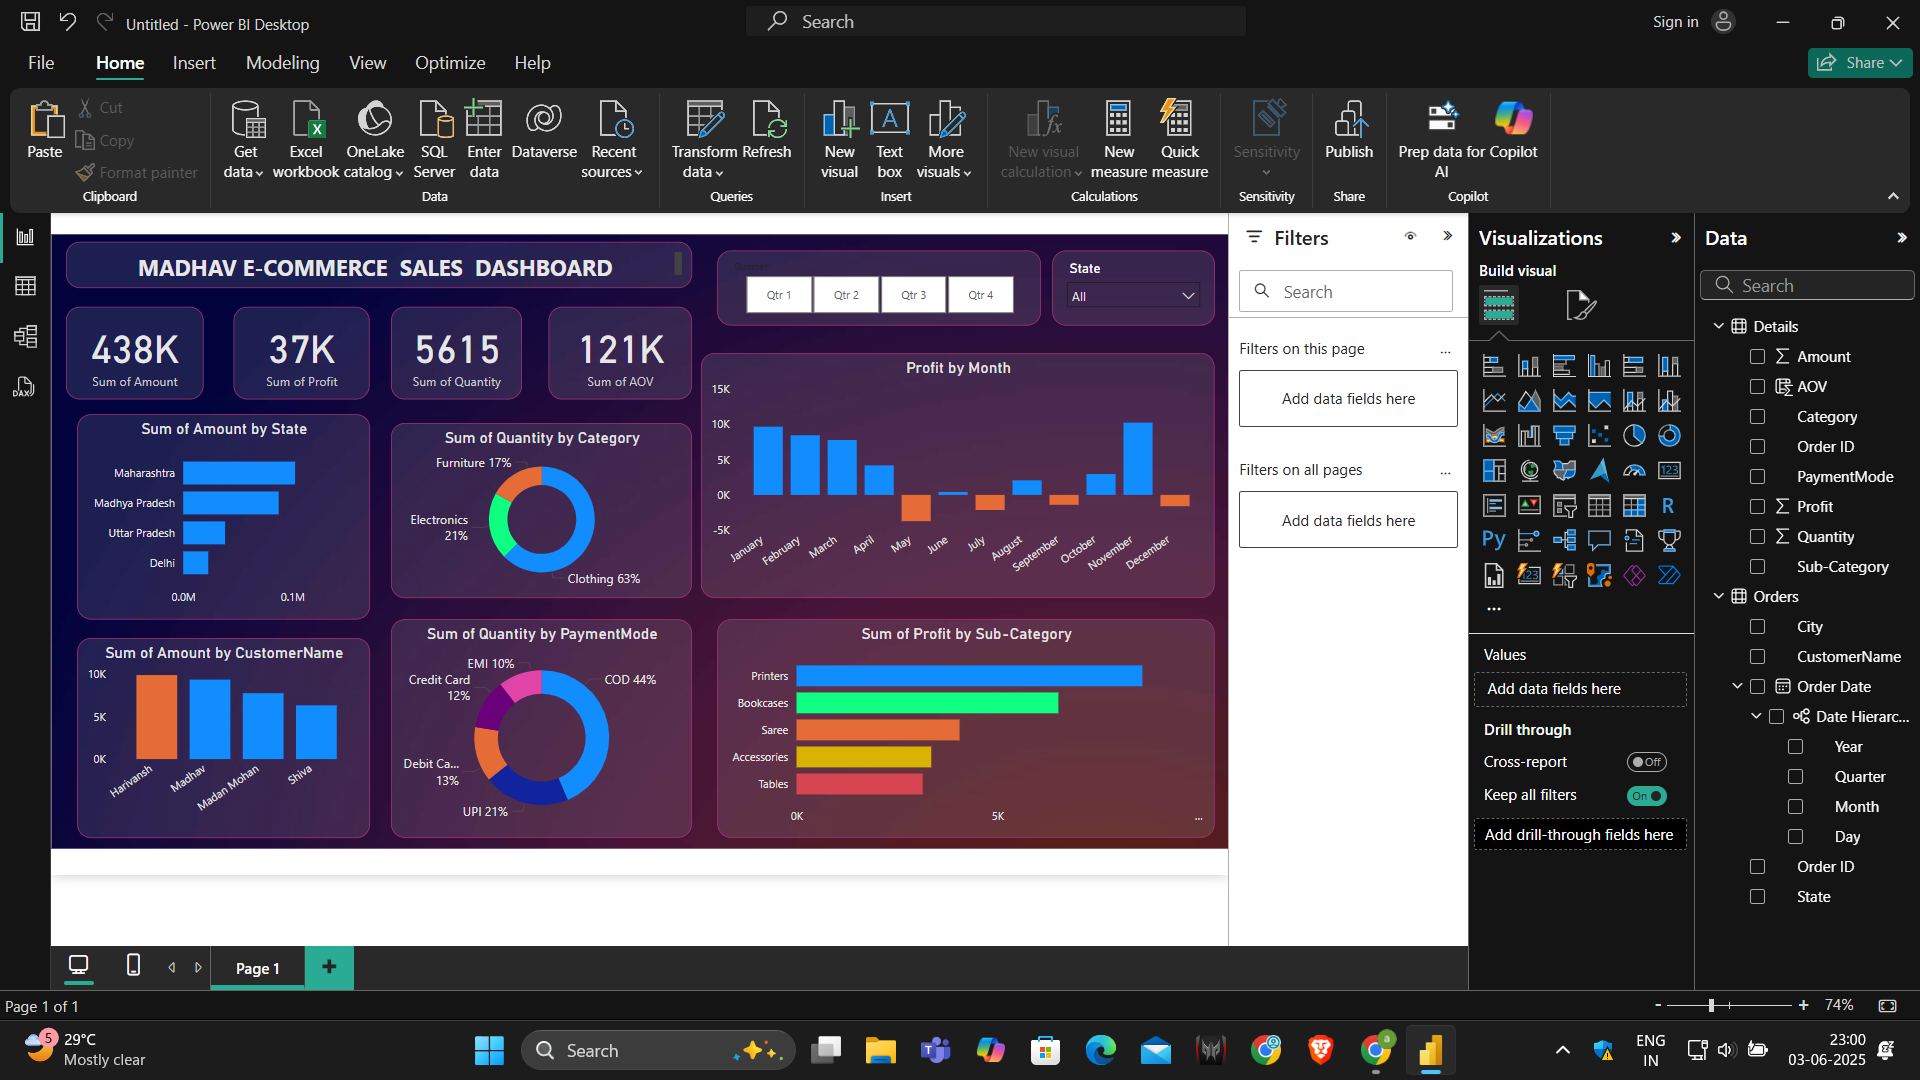 Untitled - Power BI Desktop
Search
Sign in
File
Home
Insert
Modeling
View
Optimize
Help
Share
Paste
Cut
Copy
Format painter
Clipboard
Get data
Excel workbook
OneLake catalog
SQL Server
Enter data
Dataverse
Recent sources
Data
Transform data
Refresh
Queries
New visual
Text box
More visuals
Insert
New visual calculation
New measure
Quick measure
Calculations
Sensitivity
Sensitivity
Publish
Share
Prep data for AI
Copilot
Copilot
MADHAV E-COMMERCE SALES DASHBOARD
Qtr 1
Qtr 2
Qtr 3
Qtr 4
State
All
438K
Sum of Amount
37K
Sum of Profit
5615
Sum of Quantity
121K
Sum of AOV
Sum of Amount by State
Maharashtra
Madhya Pradesh
Uttar Pradesh
Delhi
0.0M
0.1M
Sum of Quantity by Category
Furniture 17%
Electronics
21%
Clothing 63%
Profit by Month
15K
10K
5K
0K
-5K
January
February
March
April
May
June
July
August
September
October
November
December
Sum of Amount by CustomerName
10K
5K
0K
Harivansh
Madhav
Madan Mohan
Shiva
Sum of Quantity by PaymentMode
EMI 10%
Credit Card
12%
COD 44%
Debit Ca...
13%
UPI 21%
Sum of Profit by Sub-Category
Printers
Bookcases
Saree
Accessories
Tables
0K
5K
...
Filters
Search
Filters on this page
...
Add data fields here
Filters on all pages
...
Add data fields here
Visualizations
Build visual
123
R
Py
123
...
Values
Add data fields here
Drill through
Cross-report
Off
Keep all filters
On
Add drill-through fields here
Data
Search
Details
Amount
AOV
Category
Order ID
PaymentMode
Profit
Quantity
Sub-Category
Orders
City
CustomerName
Order Date
Date Hierarc...
Year
Quarter
Month
Day
Order ID
State
DAX
Page 1
+
Page 1 of 1
-
+
74%
5
29°C
Mostly clear
Search
ENG
IN
23:00
03-06-2025